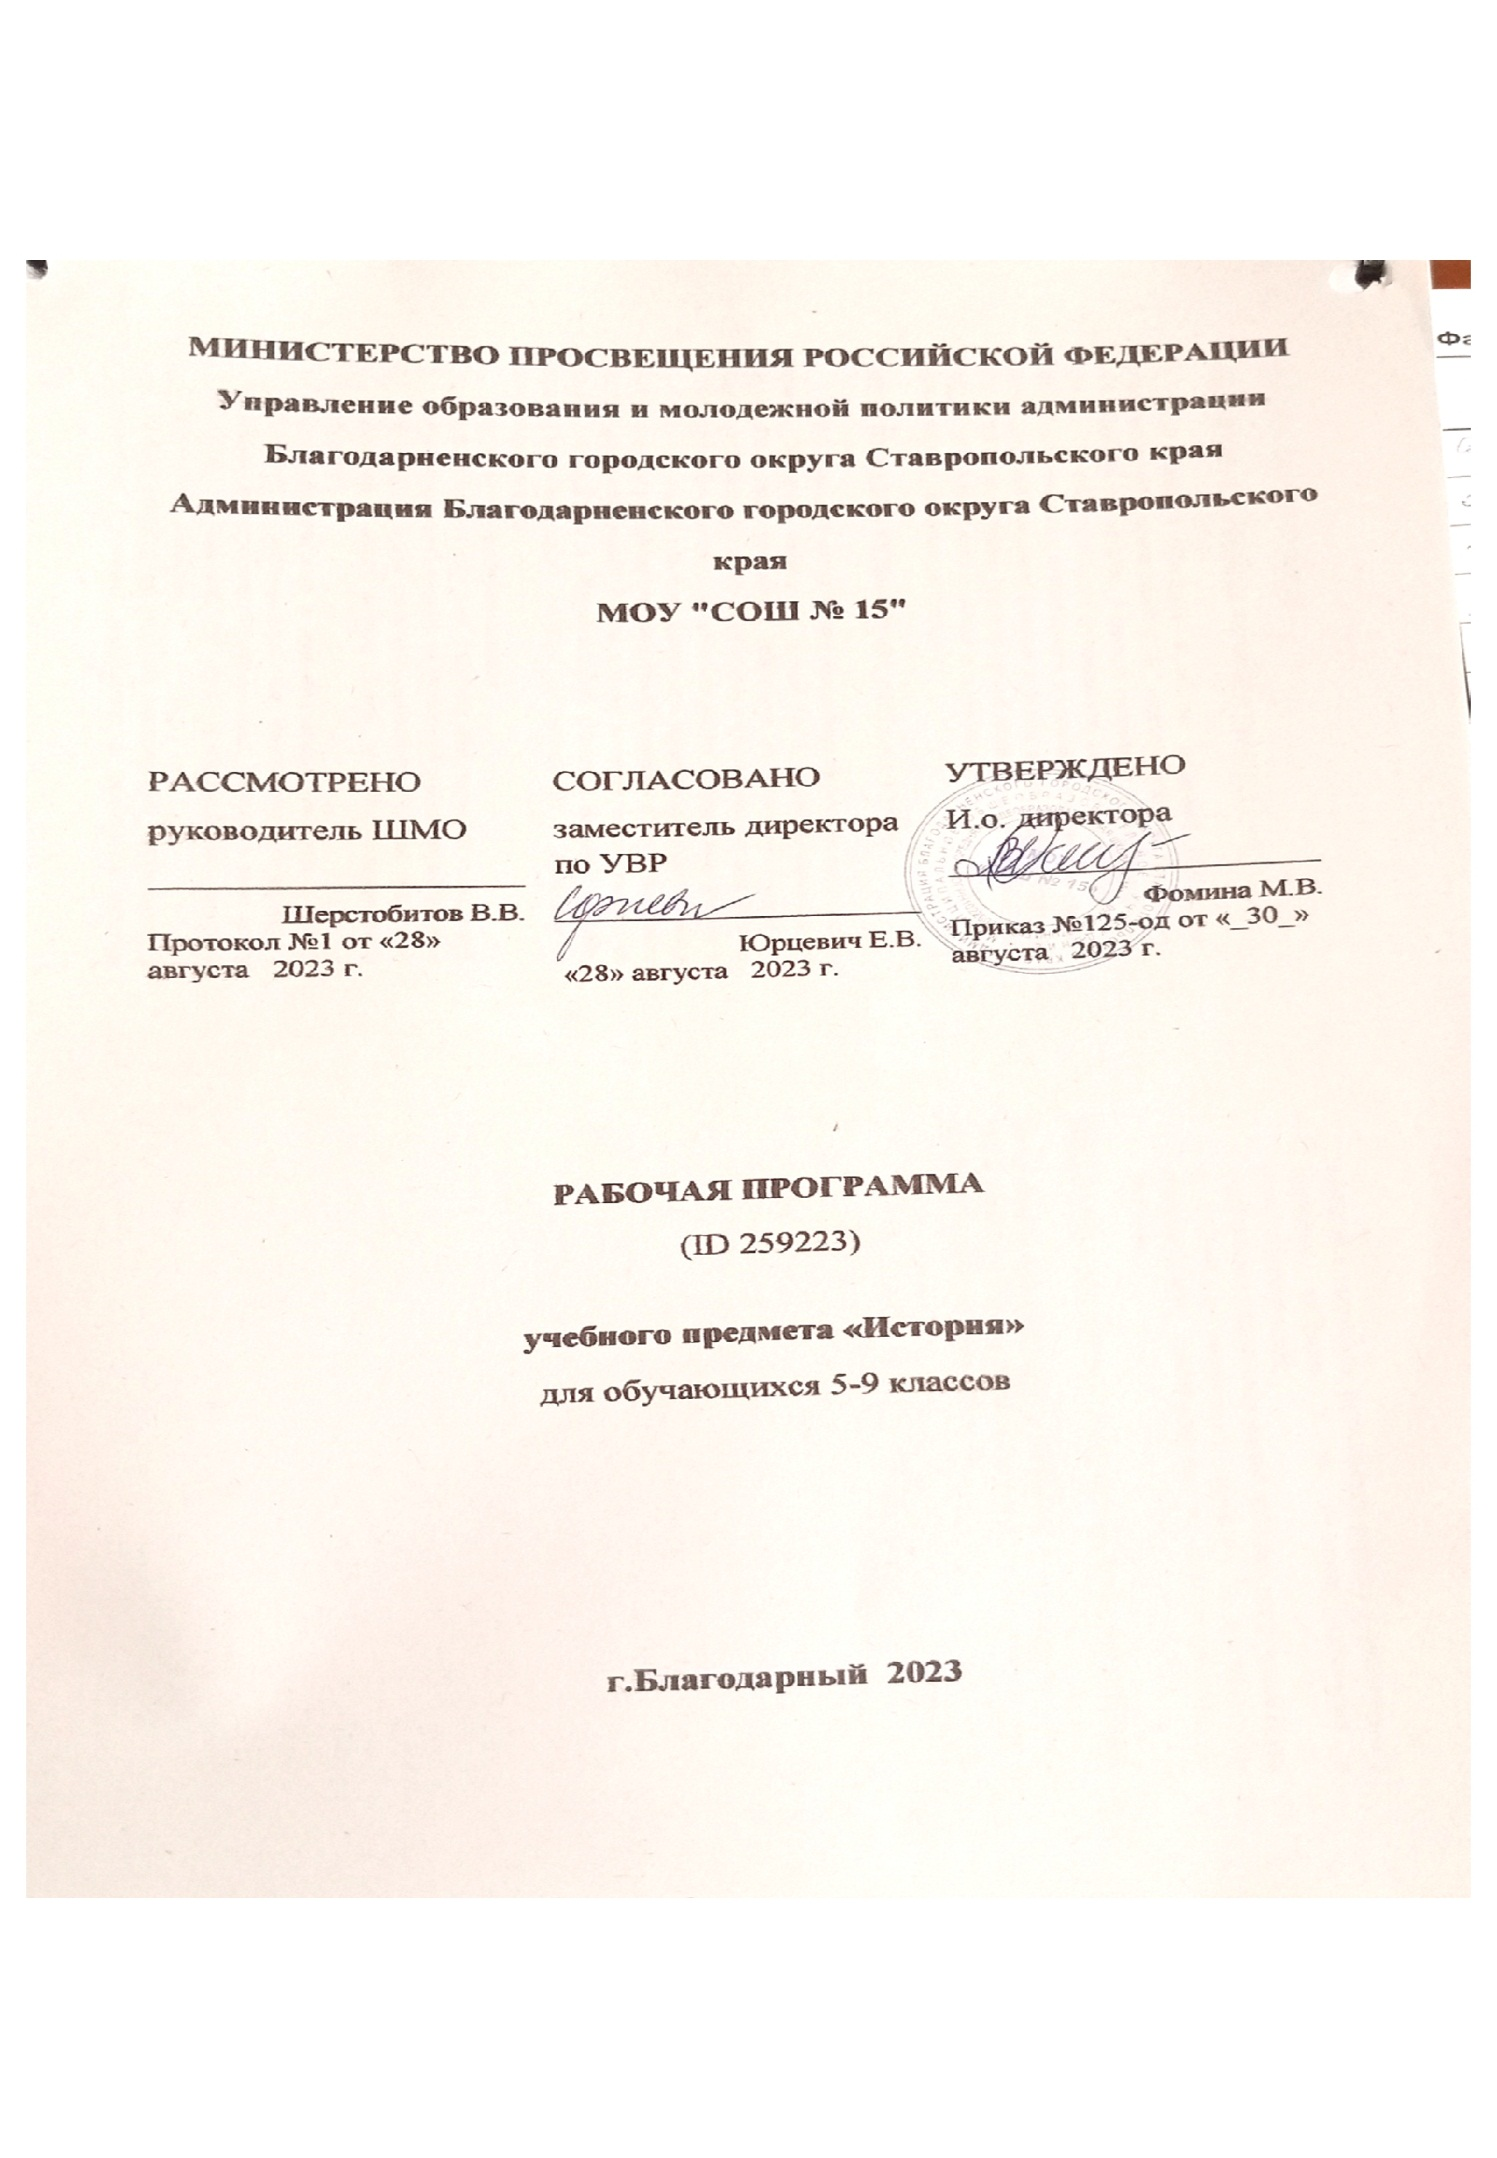 МИНИСТЕРСТВО ПРОСВЕЩЕНИЯ РОССИЙСКОЙ ФЕДЕРАЦИИ
Управление образования и молодежной политики администрации
Благодарненского городского округа Ставропольского края
Администрация Благодарненского городского округа Ставропольского
края
МОУ "СОШ № 15"
РАССМОТРЕНО
руководитель ШМО
Шерстобитов В.В.
Протокол №1 от «28»
августа 2023 г.
СОГЛАСОВАНО
заместитель директора
по УВР
Юрцевич Е.В.
«28» августа 2023 г.
УТВЕРЖДЕНО
И.о. директора
Фомина М.В.
Приказ №125-од от «_30_»
августа 2023 г.
РАБОЧАЯ ПРОГРАММА
(ID 259223)
учебного предмета «История»
для обучающихся 5-9 классов
г.Благодарный 2023